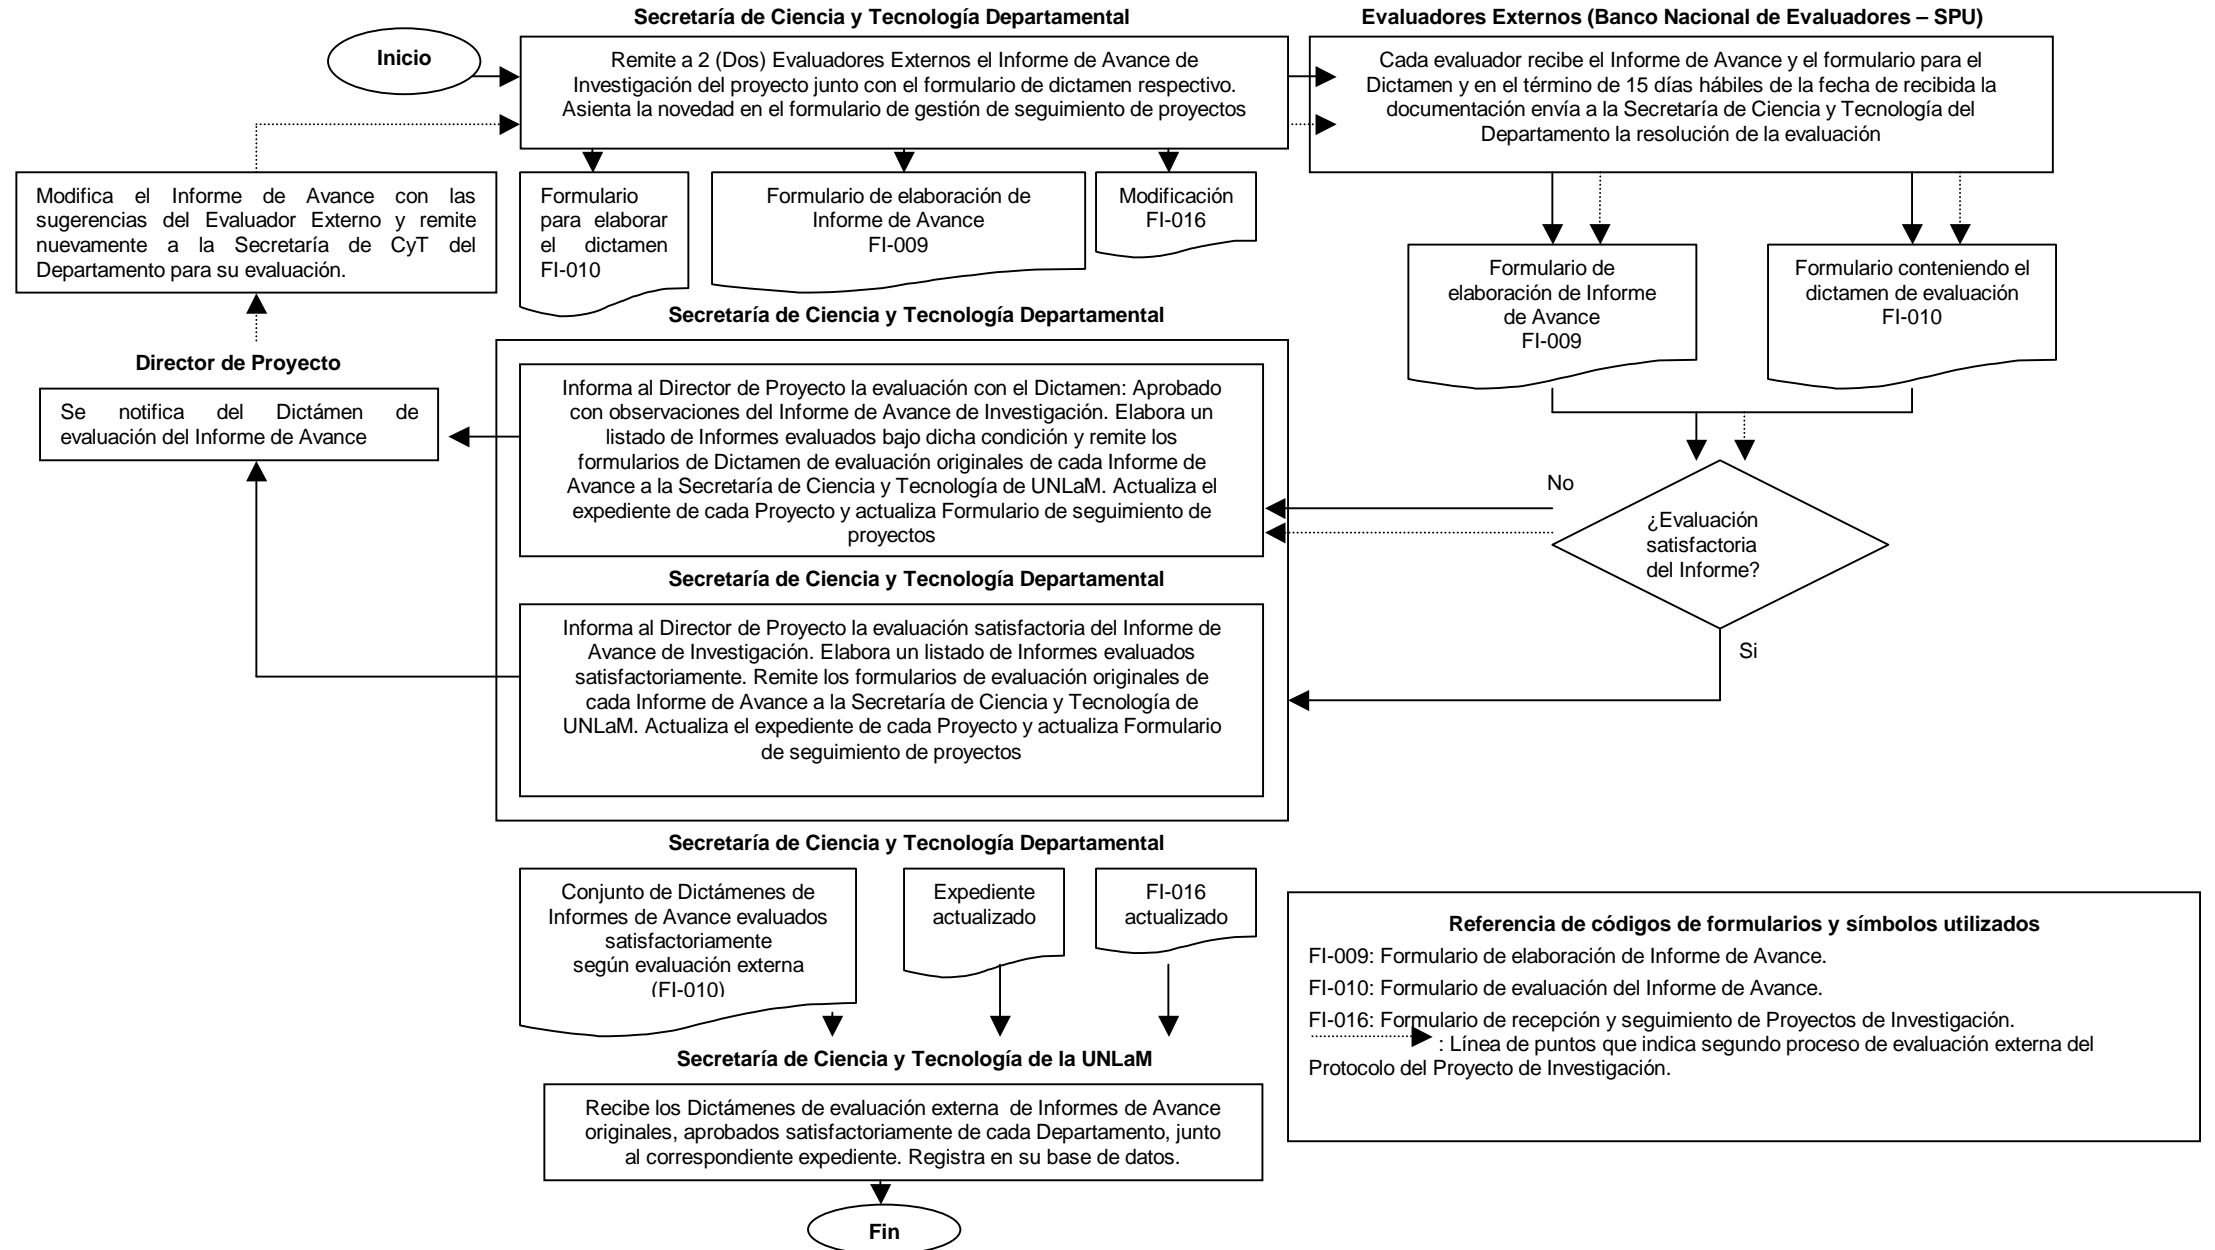 Secretaría de Ciencia y Tecnología Departamental
Evaluadores Externos (Banco Nacional de Evaluadores – SPU)
Inicio
Remite a 2 (Dos) Evaluadores Externos el Informe de Avance de
Investigación del proyecto junto con el formulario de dictamen respectivo.
Asienta la novedad en el formulario de gestión de seguimiento de proyectos
Cada evaluador recibe el Informe de Avance y el formulario para el
Dictamen y en el término de 15 días hábiles de la fecha de recibida la
documentación envía a la Secretaría de Ciencia y Tecnología del
Departamento la resolución de la evaluación
Modifica el Informe de Avance con las
sugerencias del Evaluador Externo y remite
nuevamente a la Secretaría de CyT del
Departamento para su evaluación.
Formulario
para elaborar
el dictamen
FI-010
Formulario de elaboración de
Informe de Avance
FI-009
Modificación
FI-016
Formulario de
elaboración de Informe
de Avance
FI-009
Formulario conteniendo el
dictamen de evaluación
FI-010
Secretaría de Ciencia y Tecnología Departamental
Director de Proyecto
Se notifica del Dictámen de
evaluación del Informe de Avance
Informa al Director de Proyecto la evaluación con el Dictamen: Aprobado
con observaciones del Informe de Avance de Investigación. Elabora un
listado de Informes evaluados bajo dicha condición y remite los
formularios de Dictamen de evaluación originales de cada Informe de
Avance a la Secretaría de Ciencia y Tecnología de UNLaM. Actualiza el
expediente de cada Proyecto y actualiza Formulario de seguimiento de
proyectos
No
¿Evaluación
satisfactoria
del Informe?
Si
Secretaría de Ciencia y Tecnología Departamental
Informa al Director de Proyecto la evaluación satisfactoria del Informe de
Avance de Investigación. Elabora un listado de Informes evaluados
satisfactoriamente. Remite los formularios de evaluación originales de
cada Informe de Avance a la Secretaría de Ciencia y Tecnología de
UNLaM. Actualiza el expediente de cada Proyecto y actualiza Formulario
de seguimiento de proyectos
Secretaría de Ciencia y Tecnología Departamental
Conjunto de Dictámenes de
Informes de Avance evaluados
satisfactoriamente
según evaluación externa
(FI-010)
Expediente
actualizado
FI-016
actualizado
Referencia de códigos de formularios y símbolos utilizados
FI-009: Formulario de elaboración de Informe de Avance.
FI-010: Formulario de evaluación del Informe de Avance.
FI-016: Formulario de recepción y seguimiento de Proyectos de Investigación.
: Línea de puntos que indica segundo proceso de evaluación externa del
Protocolo del Proyecto de Investigación.
Secretaría de Ciencia y Tecnología de la UNLaM
Recibe los Dictámenes de evaluación externa de Informes de Avance
originales, aprobados satisfactoriamente de cada Departamento, junto
al correspondiente expediente. Registra en su base de datos.
Fin